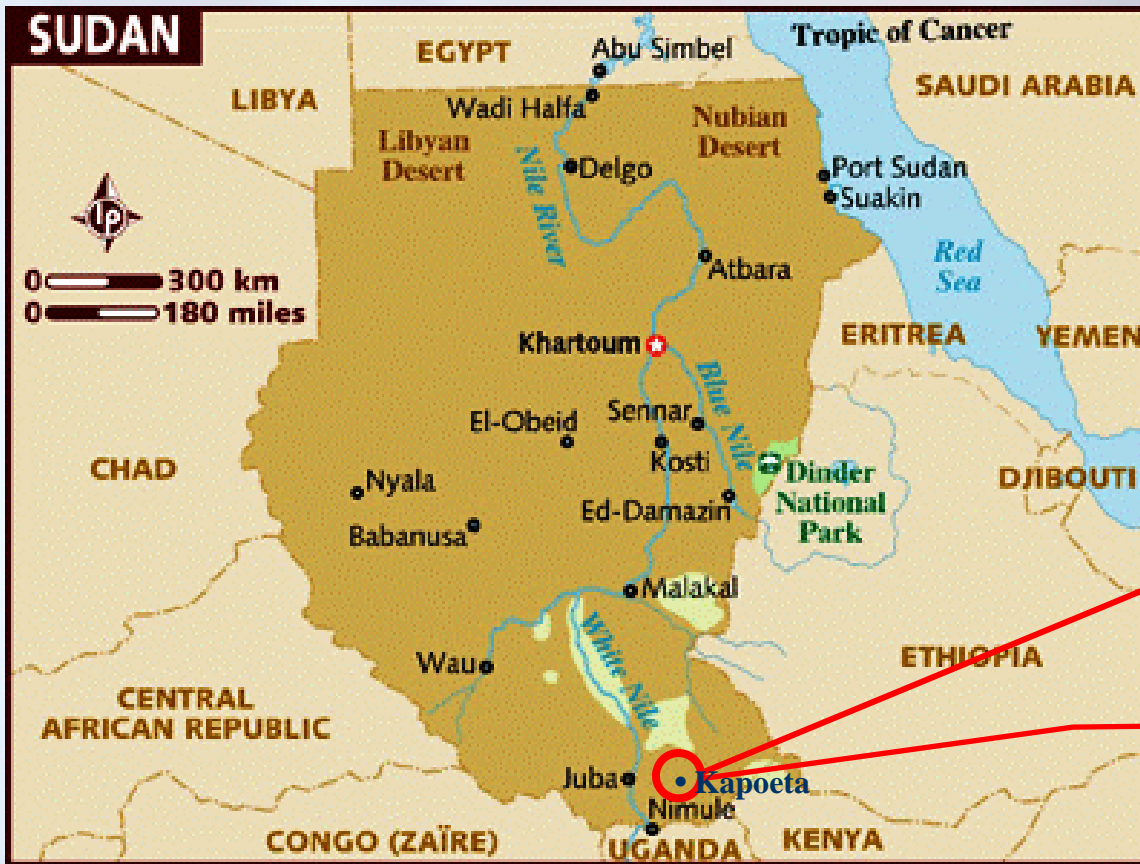 SUDAN
EGYPT
Abu Simbel
Tropic of Cancer
SAUDI ARABIA
LIBYA
Wadi Halfa
Libyan
Desert
Nubian
Desert
Nile River
Delgo
Port Sudan
Suakin
lp
Red
Sea
Atbara
0 300 km
0 180 miles
Khartoum
ERITREA
YEMEN
Blue Nile
El-Obeid
Sennar
Kosti
CHAD
Nyala
Dinder
National
Park
DJIBOUTI
Ed-Damazin
Babanusa
Malakal
White Nile
Wau
ETHIOPIA
CENTRAL
AFRICAN REPUBLIC
Juba
Kapoeta
Nimule
CONGO (ZAÏRE)
UGANDA
KENYA